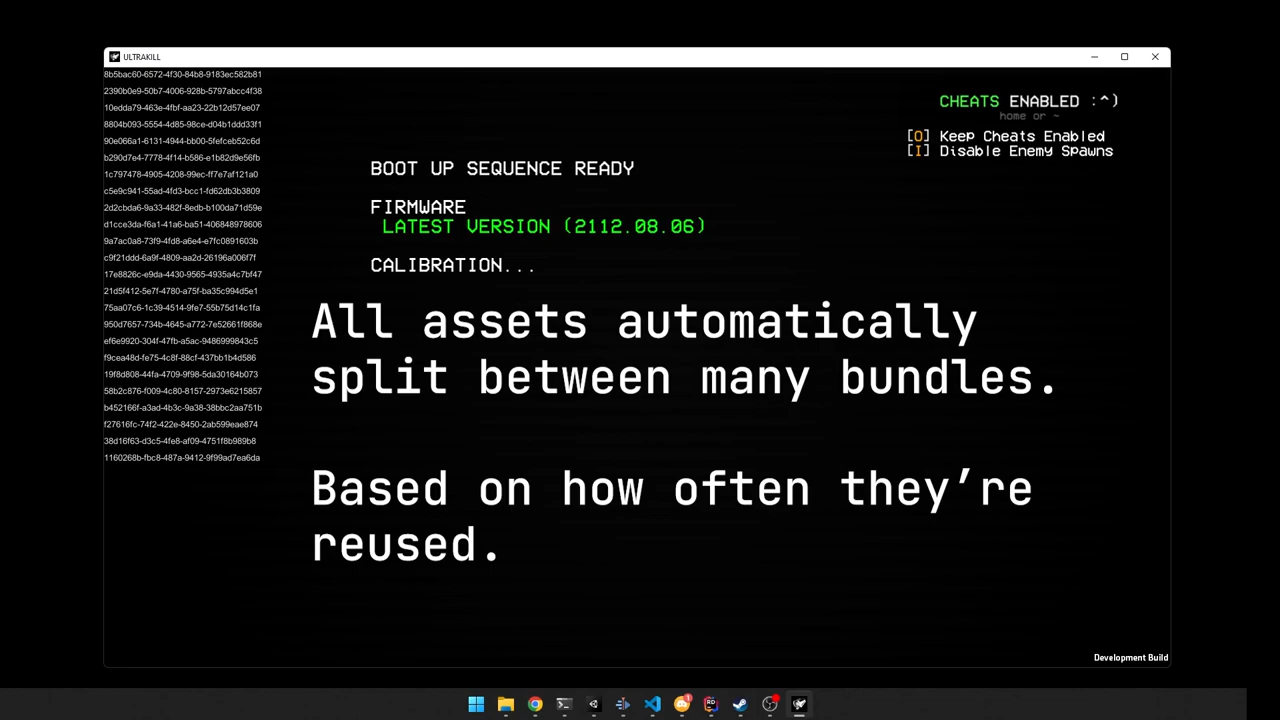 ULTRAKILL
8b5bac60-6572-4f30-84b8-9183ec582b81
2390b0e9-50b7-4006-928b-5797abcc4f38
10edda79-463e-4fbf-aa23-22b12d57ee07
8804b093-5554-4d85-98ce-d04b1ddd33f1
90e066a1-6131-4944-bb00-5fefceb52c6d
b290d7e4-7778-4f14-b586-e1b82d9e56fb
1c797478-4905-4208-99ec-ff7e7af121a0
c5e9c941-55ad-4fd3-bcc1-fd62db3b3809
2d2cbda6-9a33-482f-8edb-b100da71d59e
d1cce3da-f6a1-41a6-ba51-406848978606
9a7ac0a8-73f9-4fd8-a6e4-e7fc0891603b
c9f21ddd-6a9f-4809-aa2d-26196a006f7f
17e8826c-e9da-4430-9565-4935a4c7bf47
21d5f412-5e7f-4780-a75f-ba35c994d5e1
75aa07c6-1c39-4514-9fe7-55b75d14c1fa
950d7657-734b-4645-a772-7e52661f868e
ef6e9920-304f-47fb-a5ac-9486999843c5
f9cea48d-fe75-4c8f-88cf-437bb1b4d586
19f8d808-44fa-4709-9f98-5da30164b073
58b2c876-f009-4c80-8157-2973e6215857
b452166f-a3ad-4b3c-9a38-38bbc2aa751b
f27616fc-74f2-422e-8450-2ab599eae874
38d16f63-d3c5-4fe8-af09-4751f8b989b8
1160268b-fbc8-487a-9412-9f99ad7ea6da
CHEATS ENABLED :^)
home or ~
[O] Keep Cheats Enabled
[I] Disable Enemy Spawns
BOOT UP SEQUENCE READY
FIRMWARE
LATEST VERSION (2112.08.06)
CALIBRATION...
All assets automatically
split between many bundles.
Based on how often they’re
reused.
Development Build